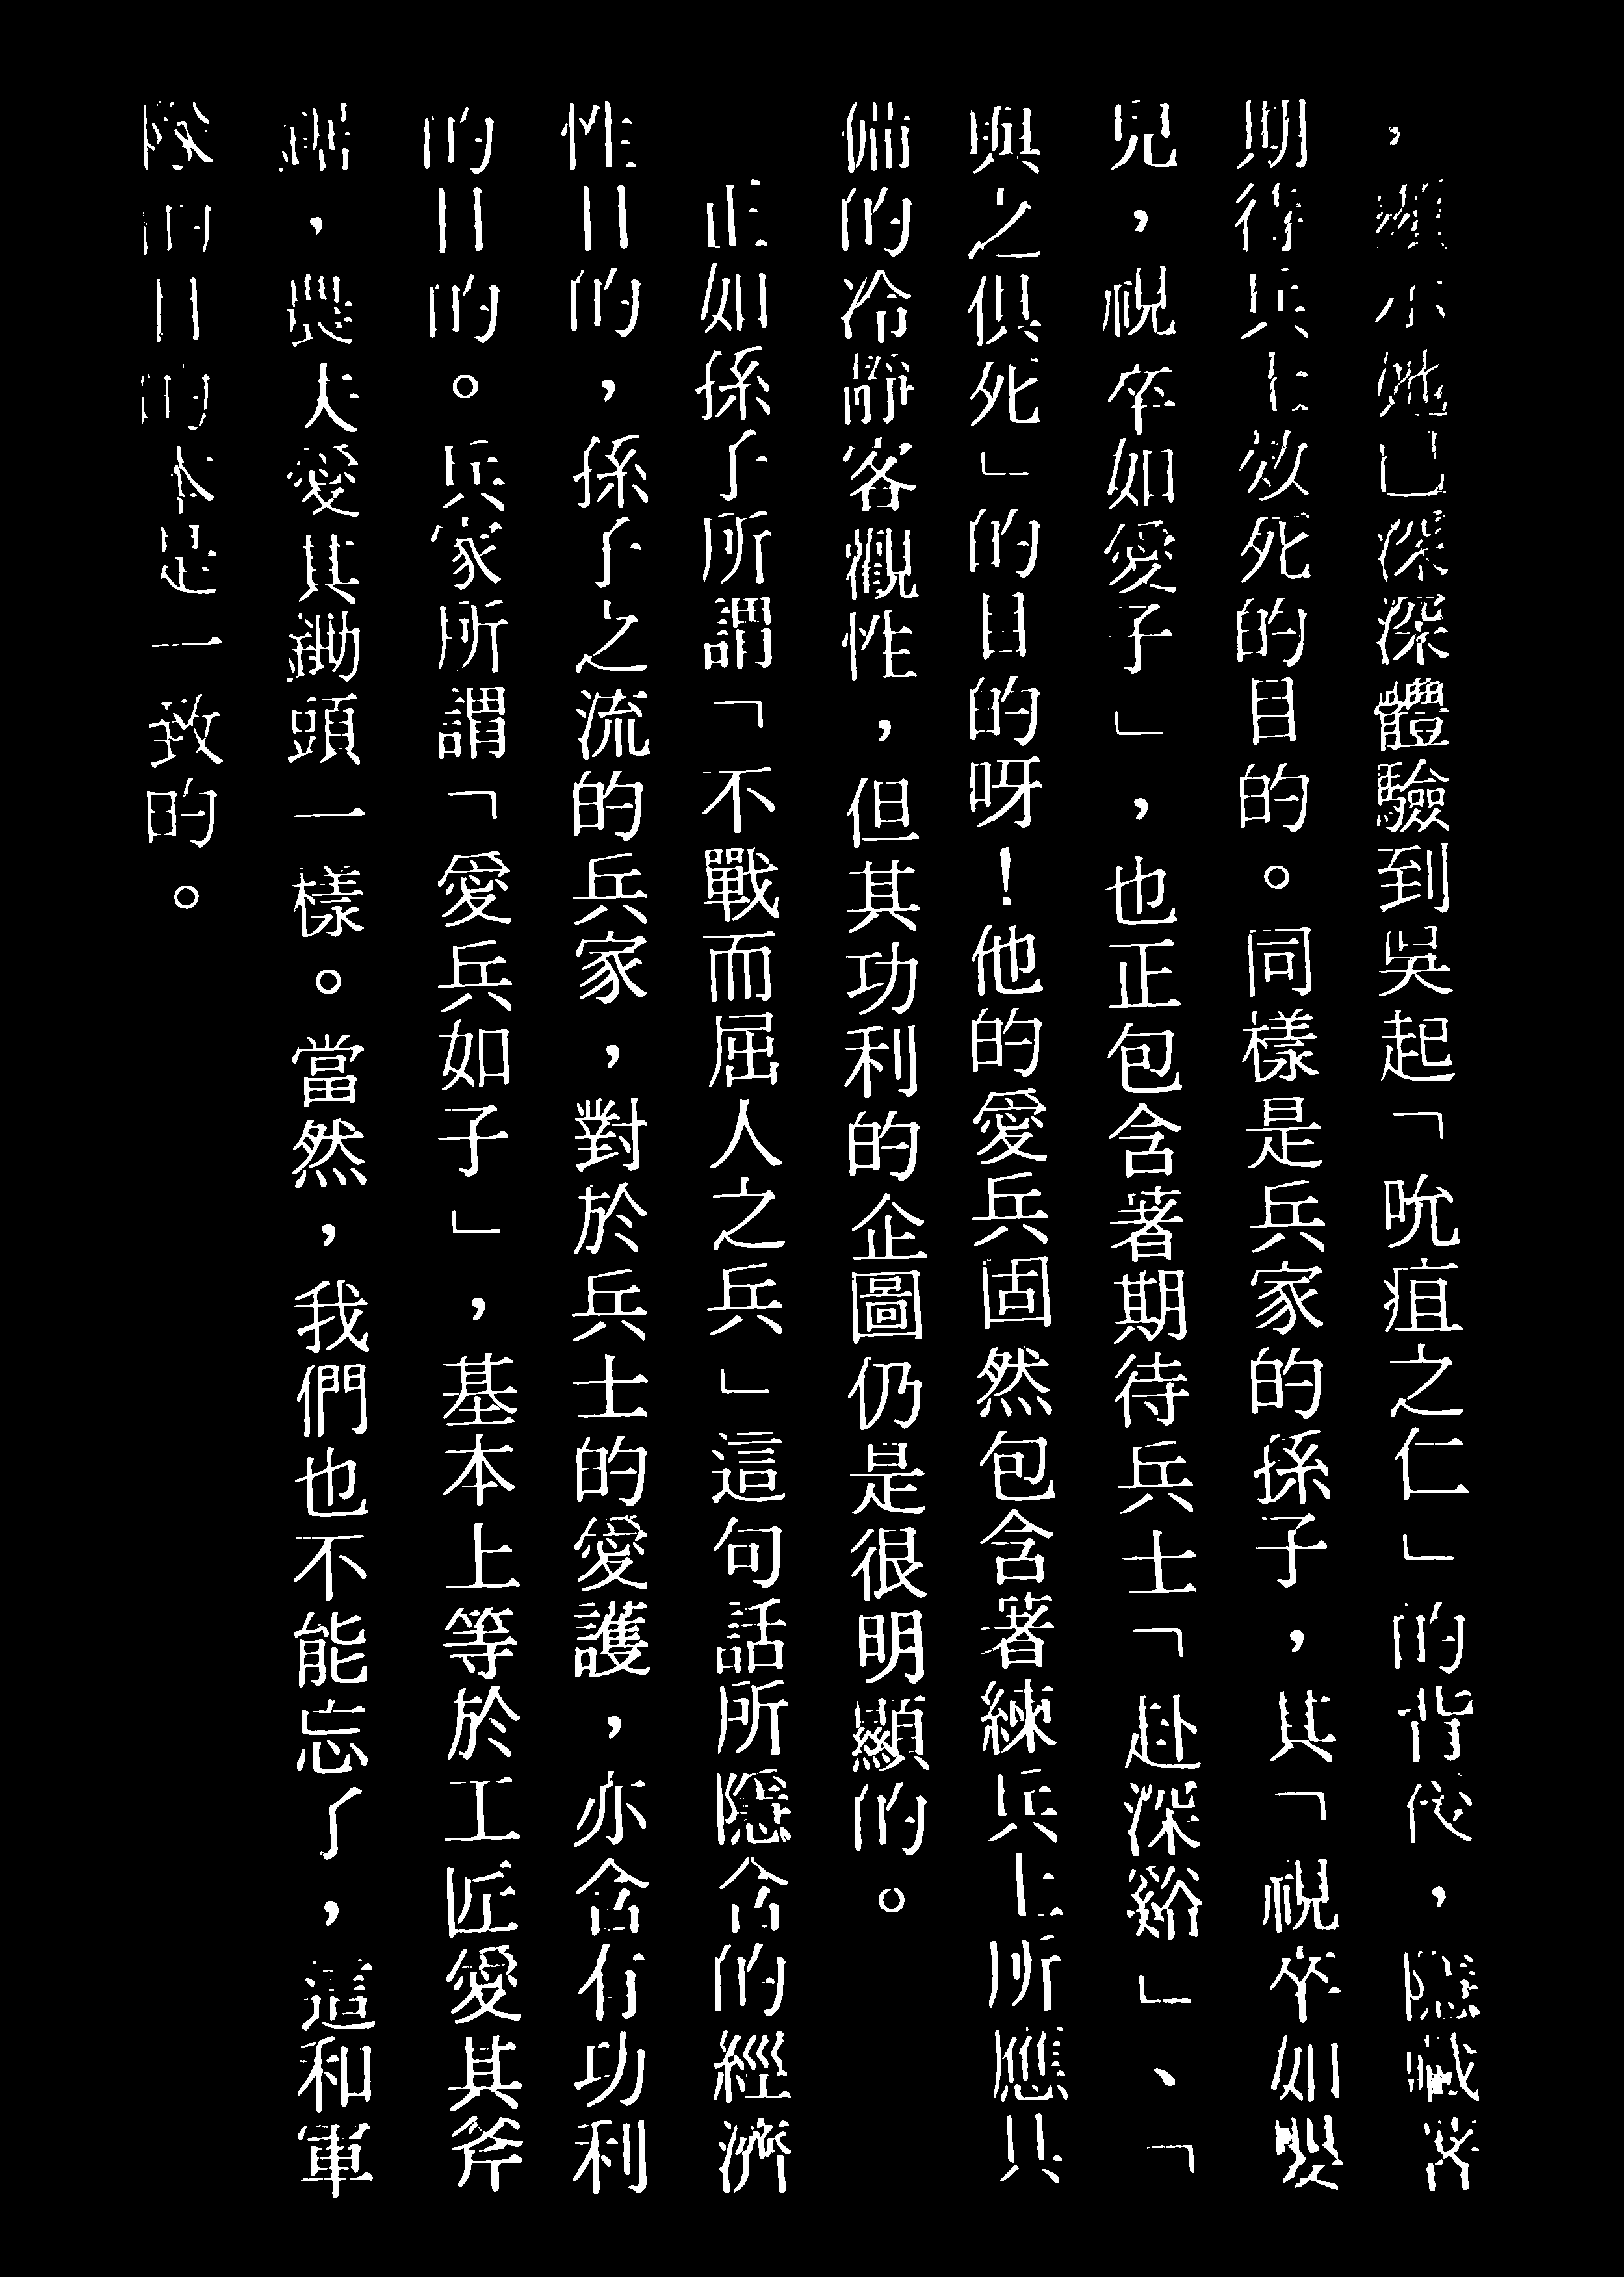 ，顯示她已深深體驗到吳起「吮疽之仁」的背後，隱藏著
期待兵士效死的目的。同樣是兵家的孫子，其「視卒如嬰
兒，視卒如愛子」，也正包含著期待兵士「赴深谿」、「
與之俱死」的目的呀！他的愛兵固然包含著練兵上所應具
備的冷靜客觀性，但其功利的企圖仍是很明顯的。
正如孫子所謂「不戰而屈人之兵」這句話所隱含的經濟
性目的，孫子之流的兵家，對於兵士的愛護，亦含有功利
的目的。兵家所謂「愛兵如子」，基本上等於工匠愛其斧
鋸，農夫愛其鋤頭一樣。當然，我們也不能忘了，這和軍
隊的目的本是一致的。